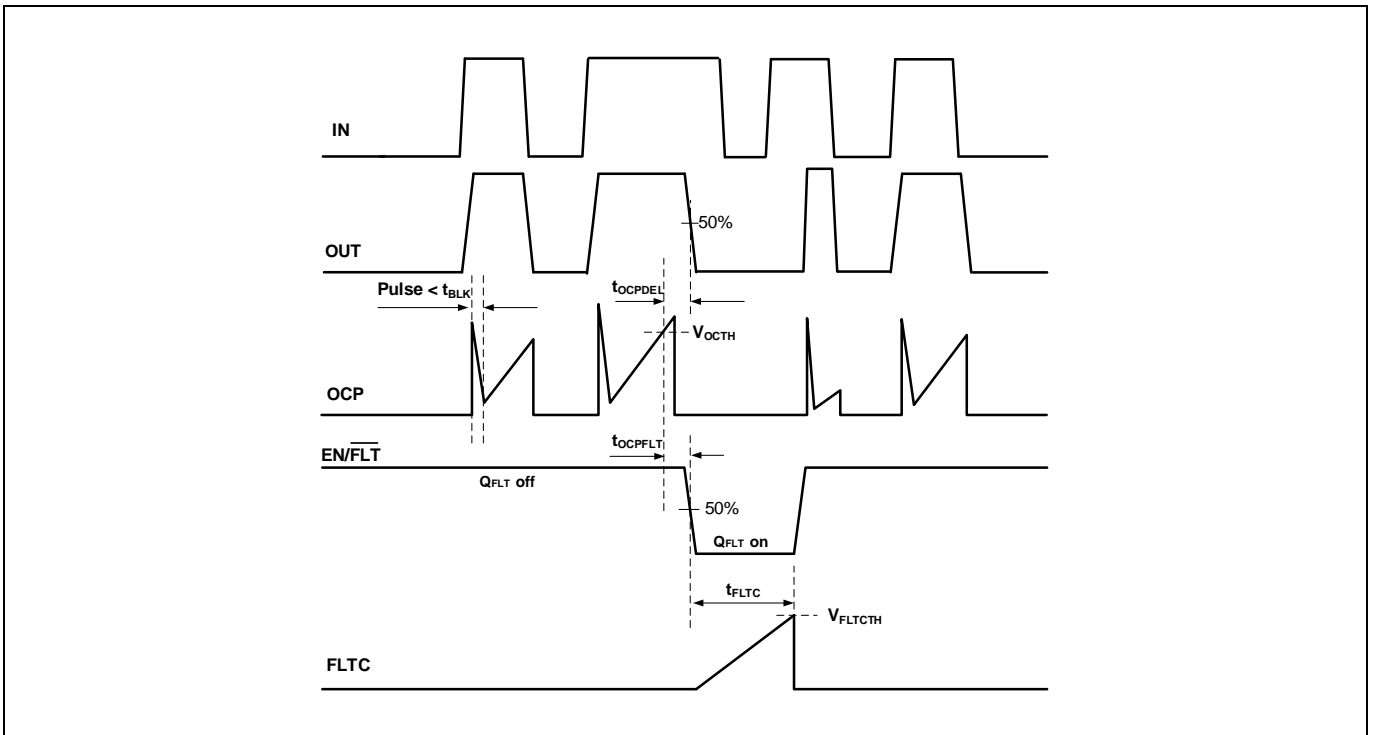 IN
50%
OUT
Pulse < tBLK
tOCPDEL
VOCTH
OCP
tOCPFLT
EN/FLT
QFLT off
50%
QFLT on
tFLTC
VFLTCTH
FLTC